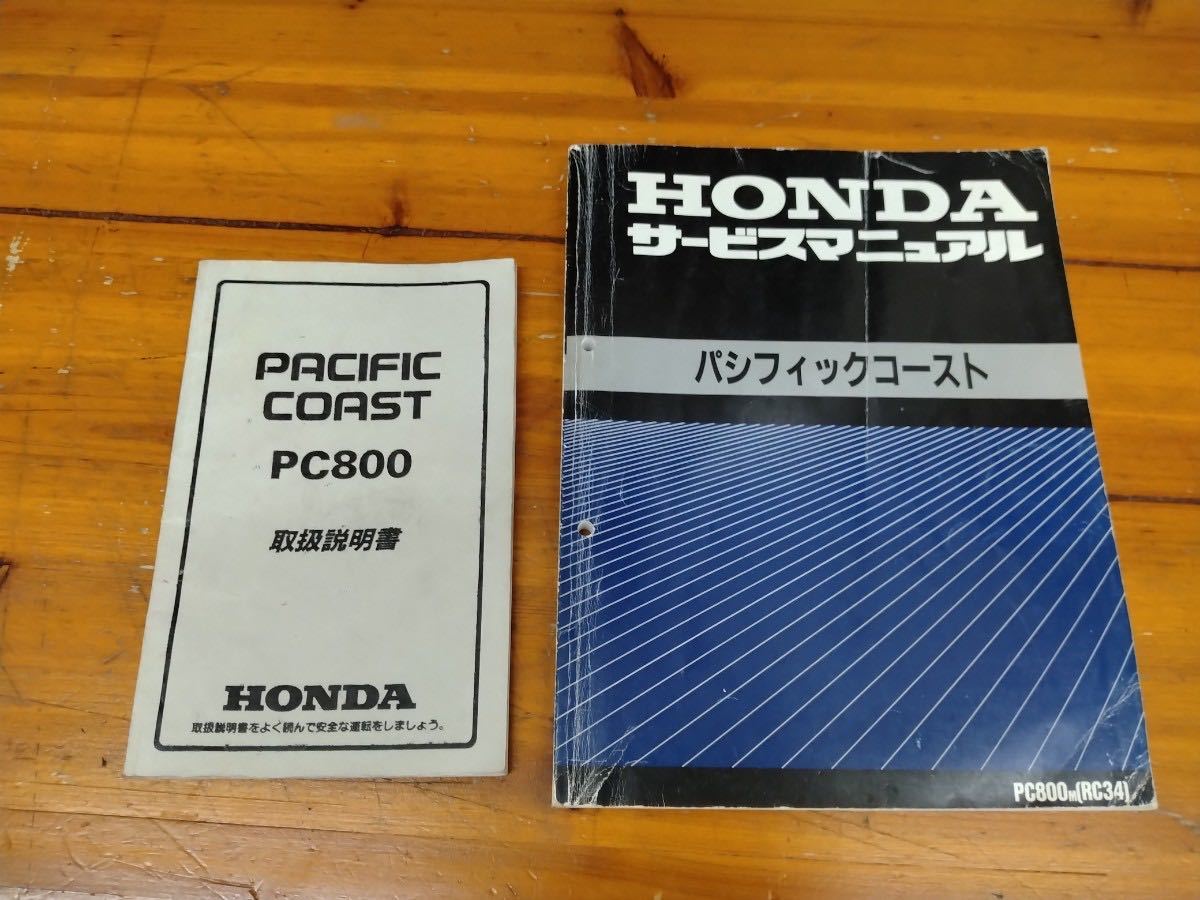 PACIFIC
COAST
PC800
取扱説明書
HONDA
取扱説明書をよく読んで安全な運転をしましょう。
HONDA
サービスマニュアル
パシフィックコースト
PC800M(RC34)